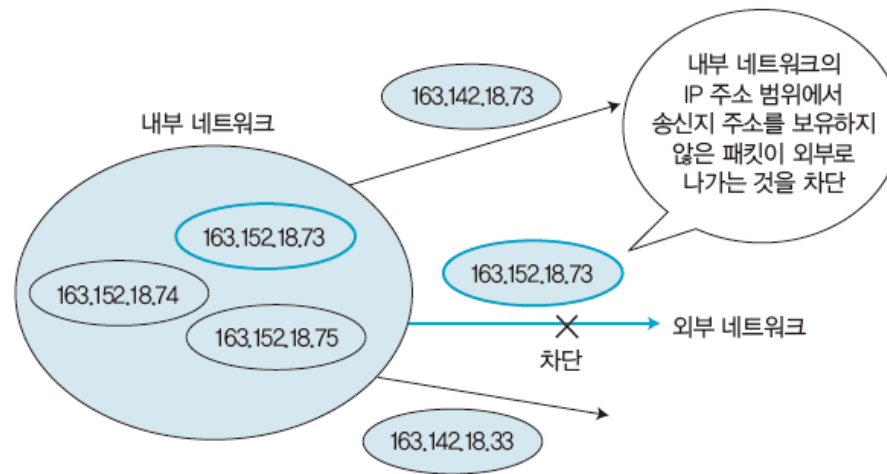 163.142.18.73
내부 네트워크의
IP 주소 범위에서
송신지 주소를 보유하지
않은 패킷이 외부로
나가는 것을 차단
내부 네트워크
163.152.18.73
163.152.18.74
163.152.18.75
163.152.18.73
외부 네트워크
차단
163.142.18.33